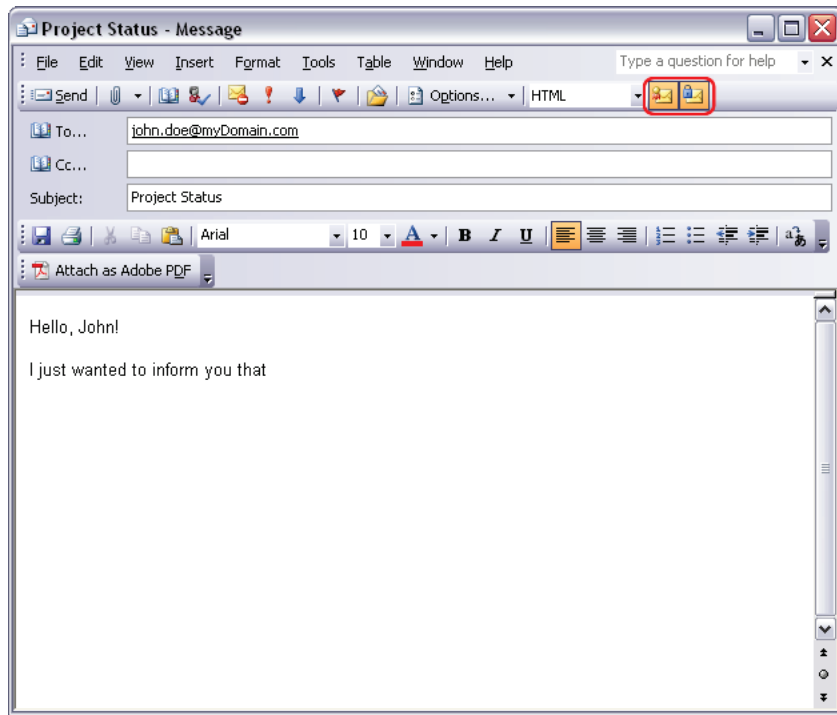 Project Status - Message
File Edit View Insert Format Tools Table Window Help Type a question for help
Send Options... HTML
To... john.doe@myDomain.com
Cc...
Subject: Project Status
Arial 10 A B I U
Attach as Adobe PDF
Hello, John!
I just wanted to inform you that